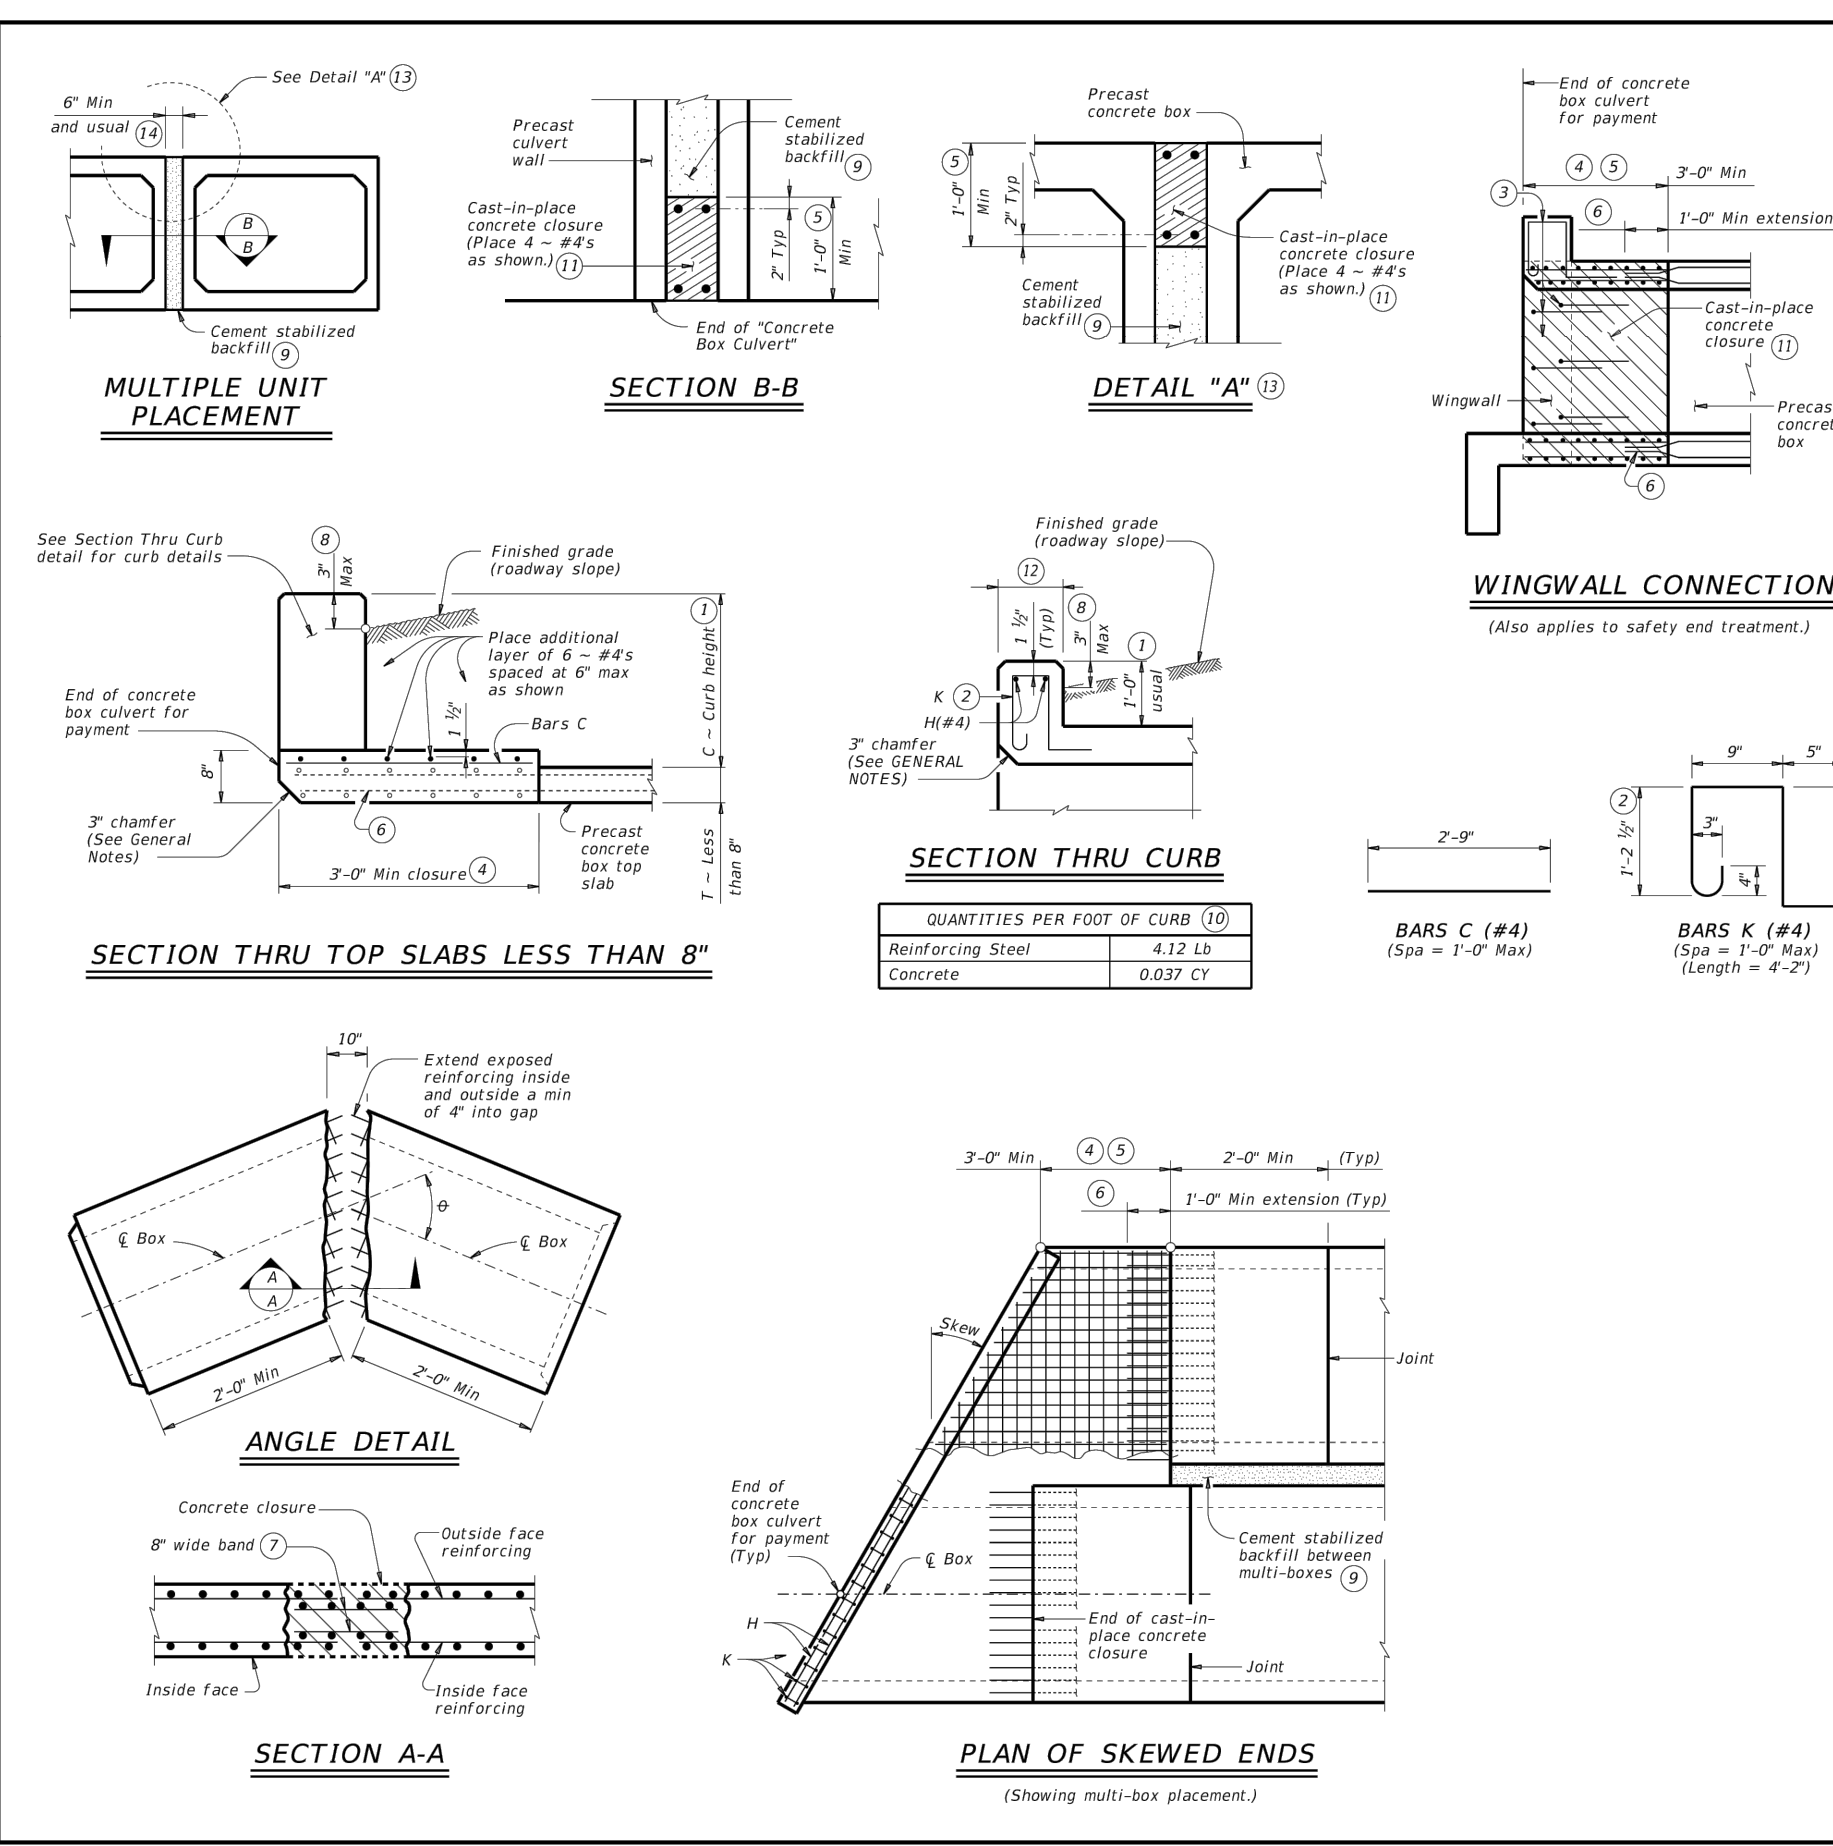 See Detail "A" 13
6" Min
and usual 14
B
B
Cement stabilized
backfill 9
MULTIPLE UNIT
PLACEMENT
Precast
culvert
wall
Cement
stabilized
backfill 9
Cast-in-place
concrete closure
(Place 4 ~ #4's
as shown.) 11
2" Typ
5
1'-0"
Min
End of "Concrete
Box Culvert"
SECTION B-B
Precast
concrete box
5
1'-0"
Min
2" Typ
Cast-in-place
concrete closure
(Place 4 ~ #4's
as shown.) 11
Cement
stabilized
backfill 9
DETAIL "A" 13
End of concrete
box culvert
for payment
4 5
3'-0" Min
3
6
1'-0" Min extension
Cast-in-place
concrete
closure 11
Wingwall
Precas
concret
box
6
WINGWALL CONNECTION
(Also applies to safety end treatment.)
See Section Thru Curb
detail for curb details
8
3"
Max
Finished grade
(roadway slope)
1
C ~ Curb height
Place additional
layer of 6 ~ #4's
spaced at 6" max
as shown
End of concrete
box culvert for
payment
1 ½"
Bars C
8"
3" chamfer
(See General
Notes)
6
3'-0" Min closure 4
Precast
concrete
box top
slab
T ~ Less
than 8"
SECTION THRU TOP SLABS LESS THAN 8"
Finished grade
(roadway slope)
12
1 ½"
(Typ)
8
3"
Max
1
1'-0"
usual
K 2
H(#4)
3" chamfer
(See GENERAL
NOTES)
SECTION THRU CURB
QUANTITIES PER FOOT OF CURB 10
Reinforcing Steel 4.12 Lb
Concrete 0.037 CY
2'-9"
BARS C (#4)
(Spa = 1'-0" Max)
9" 5"
2
1'-2 ½"
3"
4"
BARS K (#4)
(Spa = 1'-0" Max)
(Length = 4'-2")
10"
Extend exposed
reinforcing inside
and outside a min
of 4" into gap
θ
℄ Box
℄ Box
A
A
2'-0" Min
2'-0" Min
ANGLE DETAIL
Concrete closure
8" wide band 7
Outside face
reinforcing
Inside face
Inside face
reinforcing
SECTION A-A
3'-0" Min
4 5
2'-0" Min (Typ)
6
1'-0" Min extension (Typ)
Skew
Joint
End of
concrete
box culvert
for payment
(Typ)
℄ Box
Cement stabilized
backfill between
multi-boxes 9
H
K
End of cast-in-
place concrete
closure
Joint
PLAN OF SKEWED ENDS
(Showing multi-box placement.)